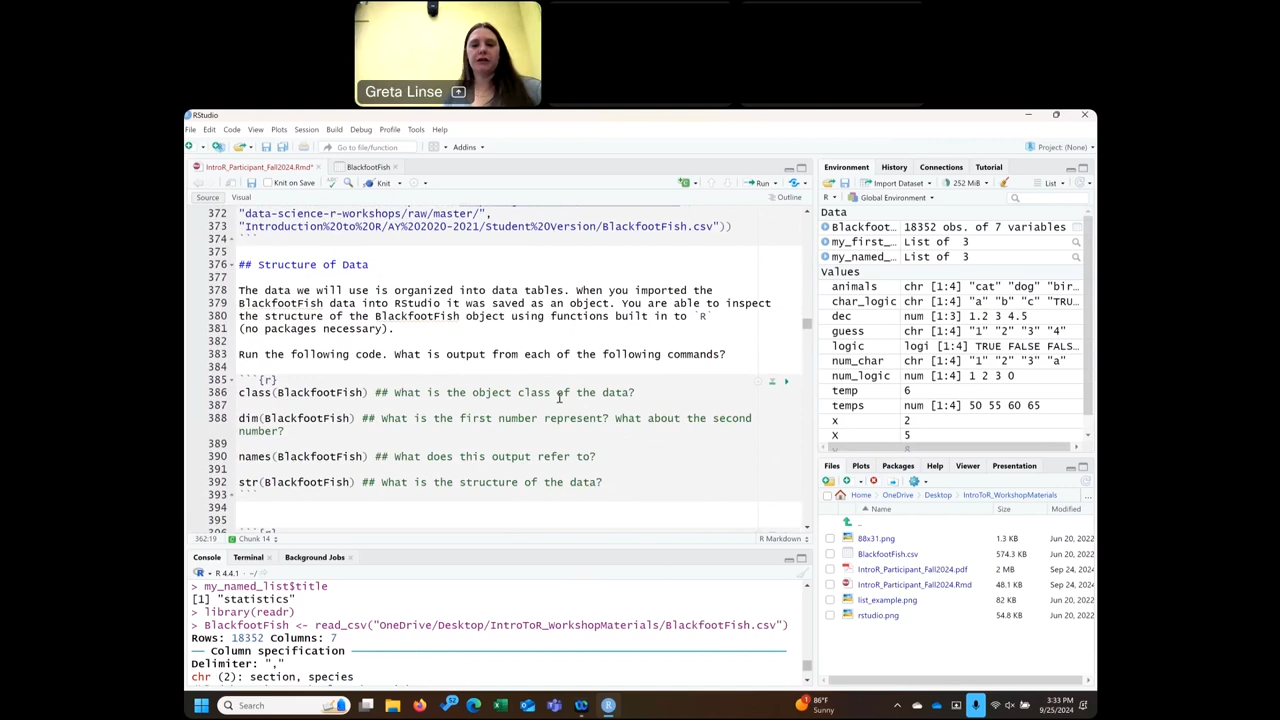 Greta Linse
RStudio
File Edit Code View Plots Session Build Debug Profile Tools Help
Go to file/function Addins Project: (None)
IntroR_Participant_Fall2024.Rmd* BlackfootFish
Knit on Save Knit Run
Source Visual Outline
372 "data-science-r-workshops/raw/master/",
373 "Introduction%20to%20R/AY%202020-2021/Student%20Version/BlackfootFish.csv"))
374 ```
375
376 ## Structure of Data
377
378 The data we will use is organized into data tables. When you imported the
379 BlackfootFish data into RStudio it was saved as an object. You are able to inspect
380 the structure of the BlackfootFish object using functions built in to `R`
381 (no packages necessary).
382
383 Run the following code. What is output from each of the following commands?
384
385 ```{r}
386 class(BlackfootFish) ## What is the object class of the data?
387
388 dim(BlackfootFish) ## What is the first number represent? What about the second
number?
389
390 names(BlackfootFish) ## What does this output refer to?
391
392 str(BlackfootFish) ## What is the structure of the data?
393 ```
394
395
396 ```{r}
362:19 Chunk 14 R Markdown
Console Terminal Background Jobs
R 4.4.1 · ~/
> my_named_list$title
[1] "statistics"
> library(readr)
> BlackfootFish <- read_csv("OneDrive/Desktop/IntroToR_WorkshopMaterials/BlackfootFish.csv")
Rows: 18352 Columns: 7
── Column specification
Delimiter: ","
chr (2): section, species
Environment History Connections Tutorial
Import Dataset 252 MiB List
R Global Environment
Data
Blackfoot… 18352 obs. of 7 variables
my_first_… List of 3
my_named_… List of 3
Values
animals chr [1:4] "cat" "dog" "bir…
char_logic chr [1:4] "a" "b" "c" "TRU…
dec num [1:3] 1.2 3 4.5
guess chr [1:4] "1" "2" "3" "4"
logic logi [1:4] TRUE FALSE FALS…
num_char chr [1:4] "1" "2" "3" "a"
num_logic num [1:4] 1 2 3 0
temp 6
temps num [1:4] 50 55 60 65
x 2
X 5
Files Plots Packages Help Viewer Presentation
Home OneDrive Desktop IntroToR_WorkshopMaterials ...
Name Size Modified
..
88x31.png 1.3 KB Jun 20, 2022
BlackfootFish.csv 574.3 KB Jun 20, 2022
IntroR_Participant_Fall2024.pdf 2 MB Sep 24, 2024
IntroR_Participant_Fall2024.Rmd 48.1 KB Sep 24, 2024
list_example.png 82 KB Jun 20, 2022
rstudio.png 54.8 KB Jun 20, 2022
Search
86°F
Sunny
3:33 PM
9/25/2024